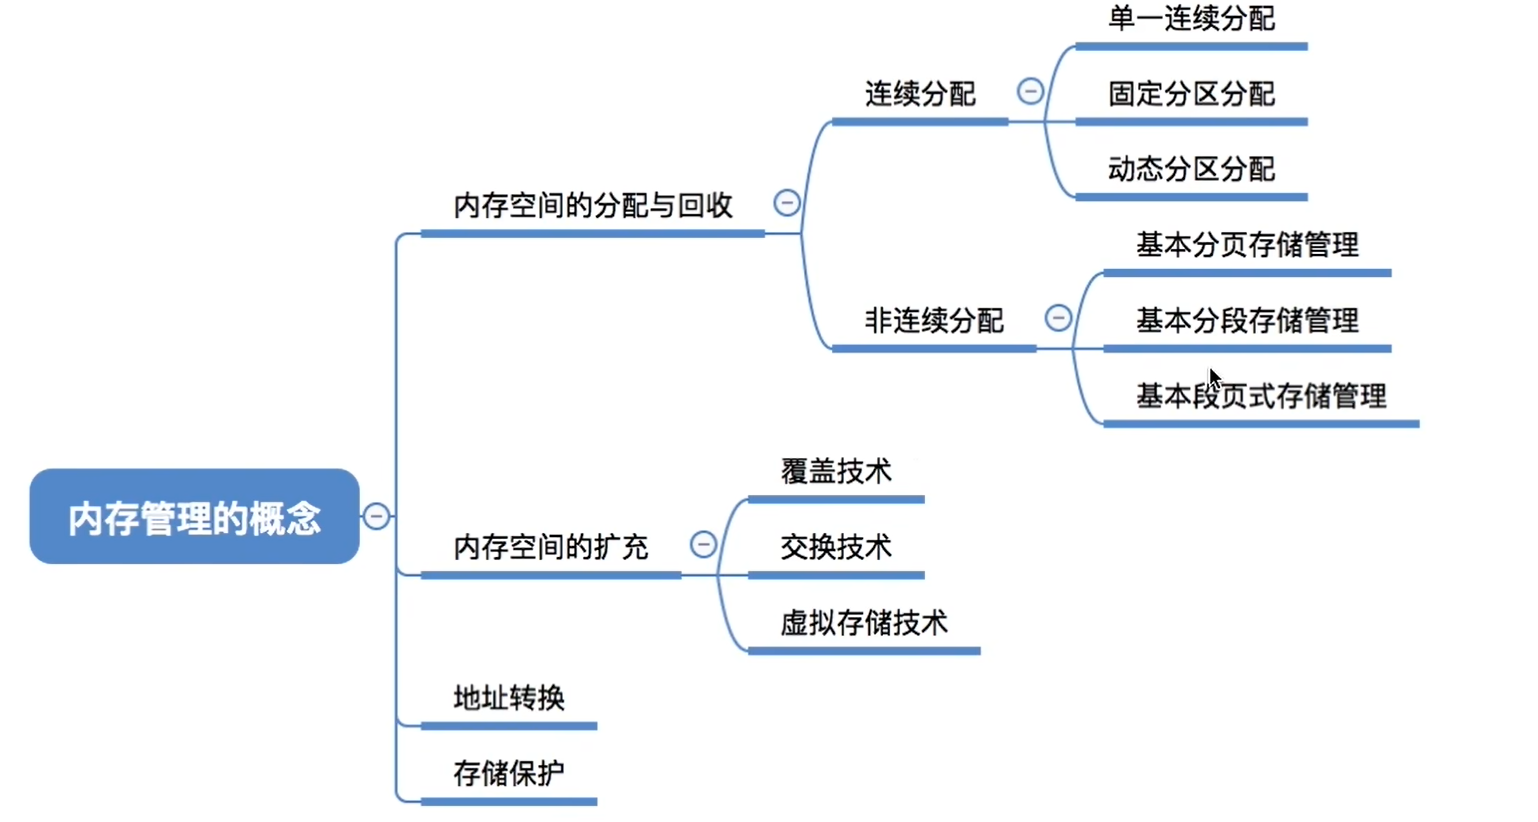 单一连续分配
连续分配
固定分区分配
动态分区分配
内存空间的分配与回收
基本分页存储管理
非连续分配
基本分段存储管理
基本段页式存储管理
覆盖技术
内存管理的概念
内存空间的扩充
交换技术
虚拟存储技术
地址转换
存储保护